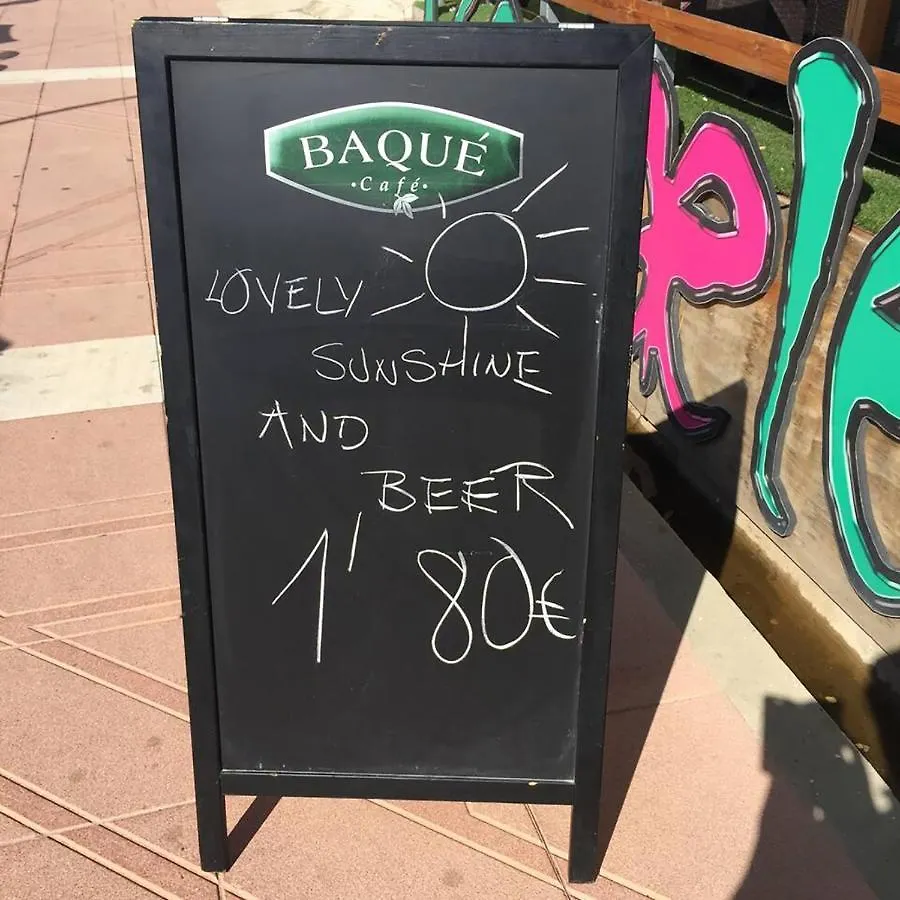 BAQUÉ
·Café·
LOVELY
SUNSHINE
AND
BEER
1'80€